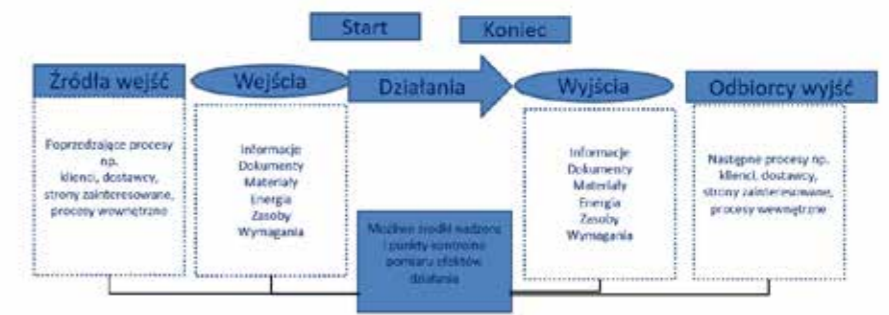 Start
Koniec
Źródła wejść
Wejścia
Działania
Wyjścia
Odbiorcy wyjść
Poprzedzające procesy
np.
klienci, dostawcy,
strony zainteresowane,
procesy wewnętrzne
Informacje
Dokumenty
Materiały
Energia
Zasoby
Wymagania
Możliwe środki nadzoru
i punkty kontrolne
pomiaru efektów
działania
Informacje
Dokumenty
Materiały
Energia
Zasoby
Wymagania
Następne procesy np.
klienci, dostawcy,
strony zainteresowane,
procesy wewnętrzne